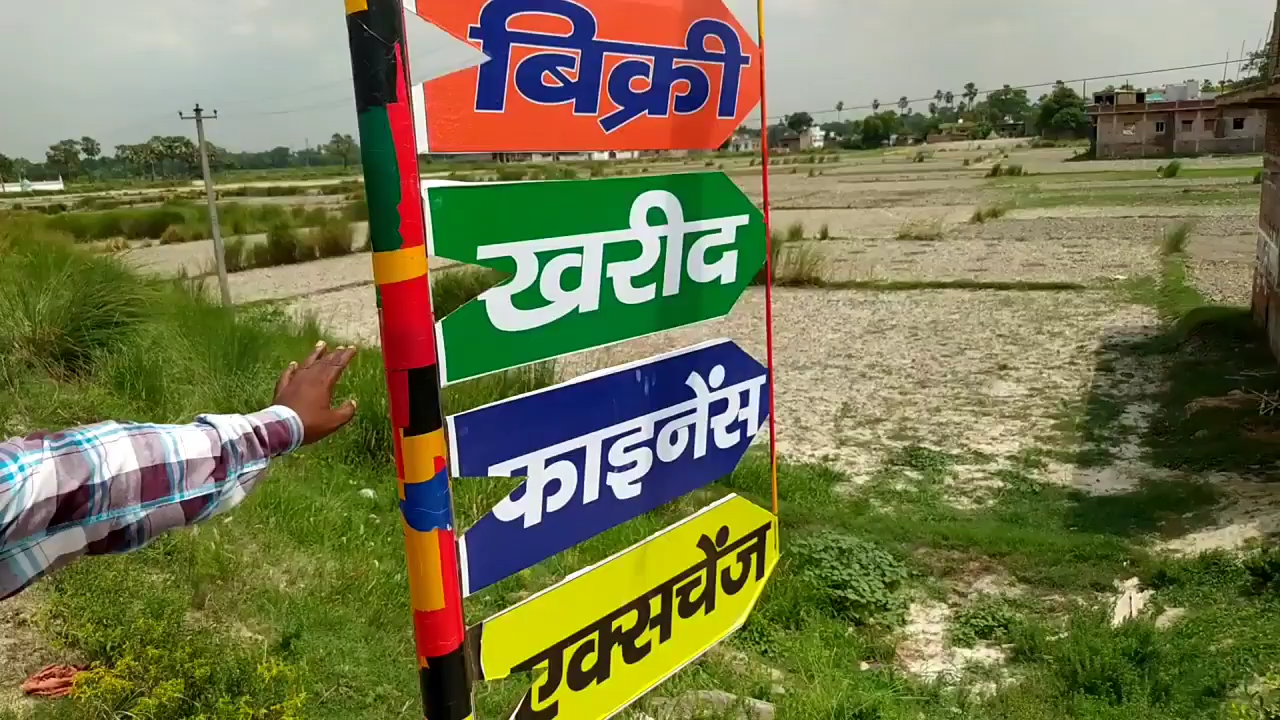 बिक्री
खरीद
फाइनेंस
एक्सचेंज